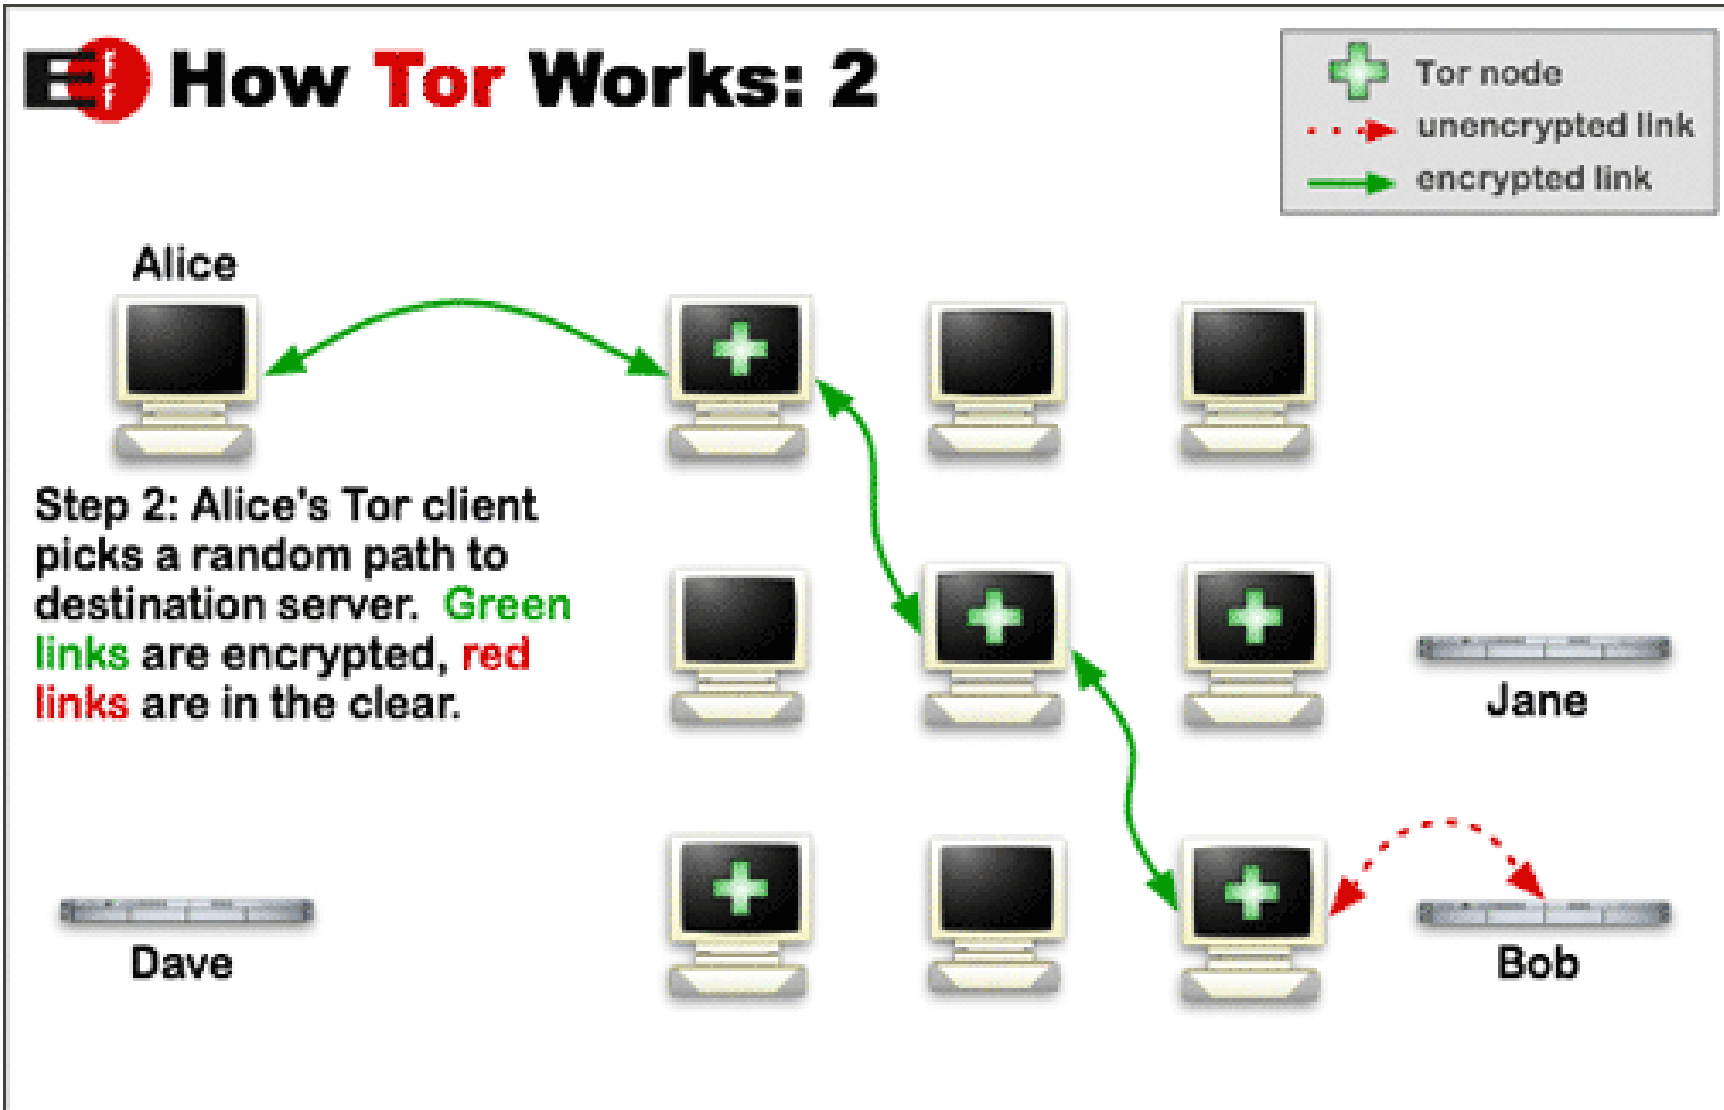 EFF How Tor Works: 2
Tor node
unencrypted link
encrypted link
Alice
Step 2: Alice's Tor client
picks a random path to
destination server. Green
links are encrypted, red
links are in the clear.
Jane
Dave
Bob